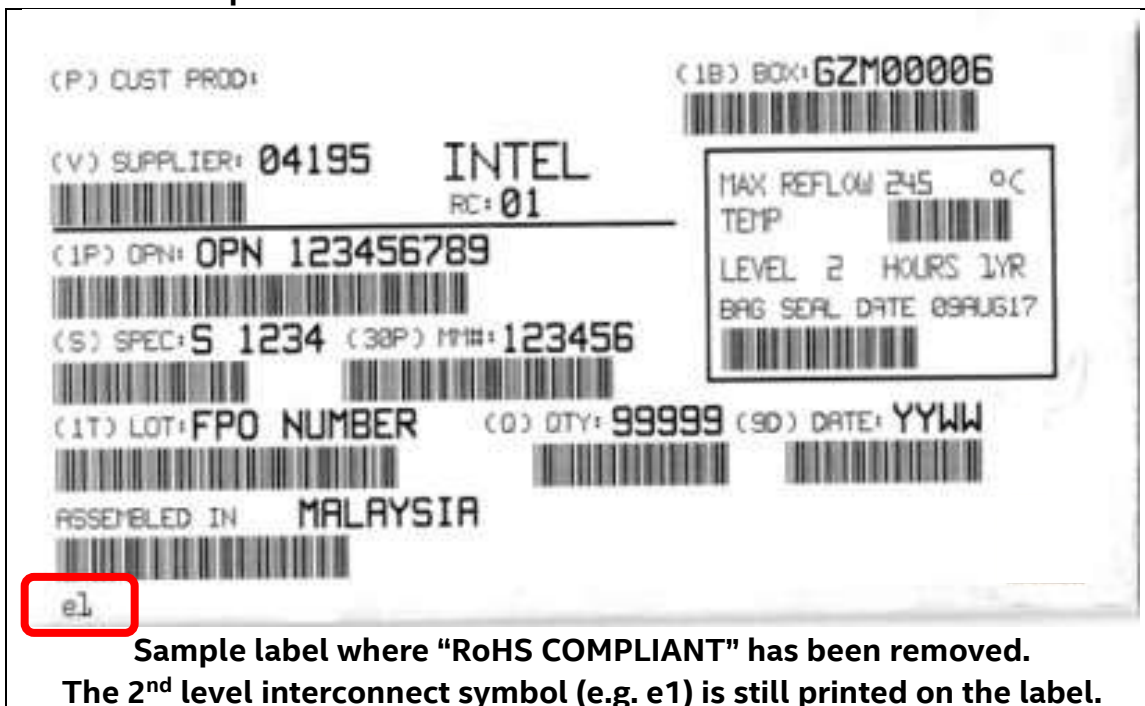 (P) CUST PROD:
(1B) BOX: GZM00006
(V) SUPPLIER: 04195 INTEL
RC: 01
MAX REFLOW 245 °C
TEMP
LEVEL 2 HOURS 1YR
BAG SEAL DATE 09AUG17
(1P) OPN: OPN 123456789
(S) SPEC: S 1234 (30P) MM#: 123456
(1T) LOT: FPO NUMBER (Q) QTY: 99999 (9D) DATE: YYWW
ASSEMBLED IN MALAYSIA
e1
Sample label where “RoHS COMPLIANT” has been removed.
The 2nd level interconnect symbol (e.g. e1) is still printed on the label.